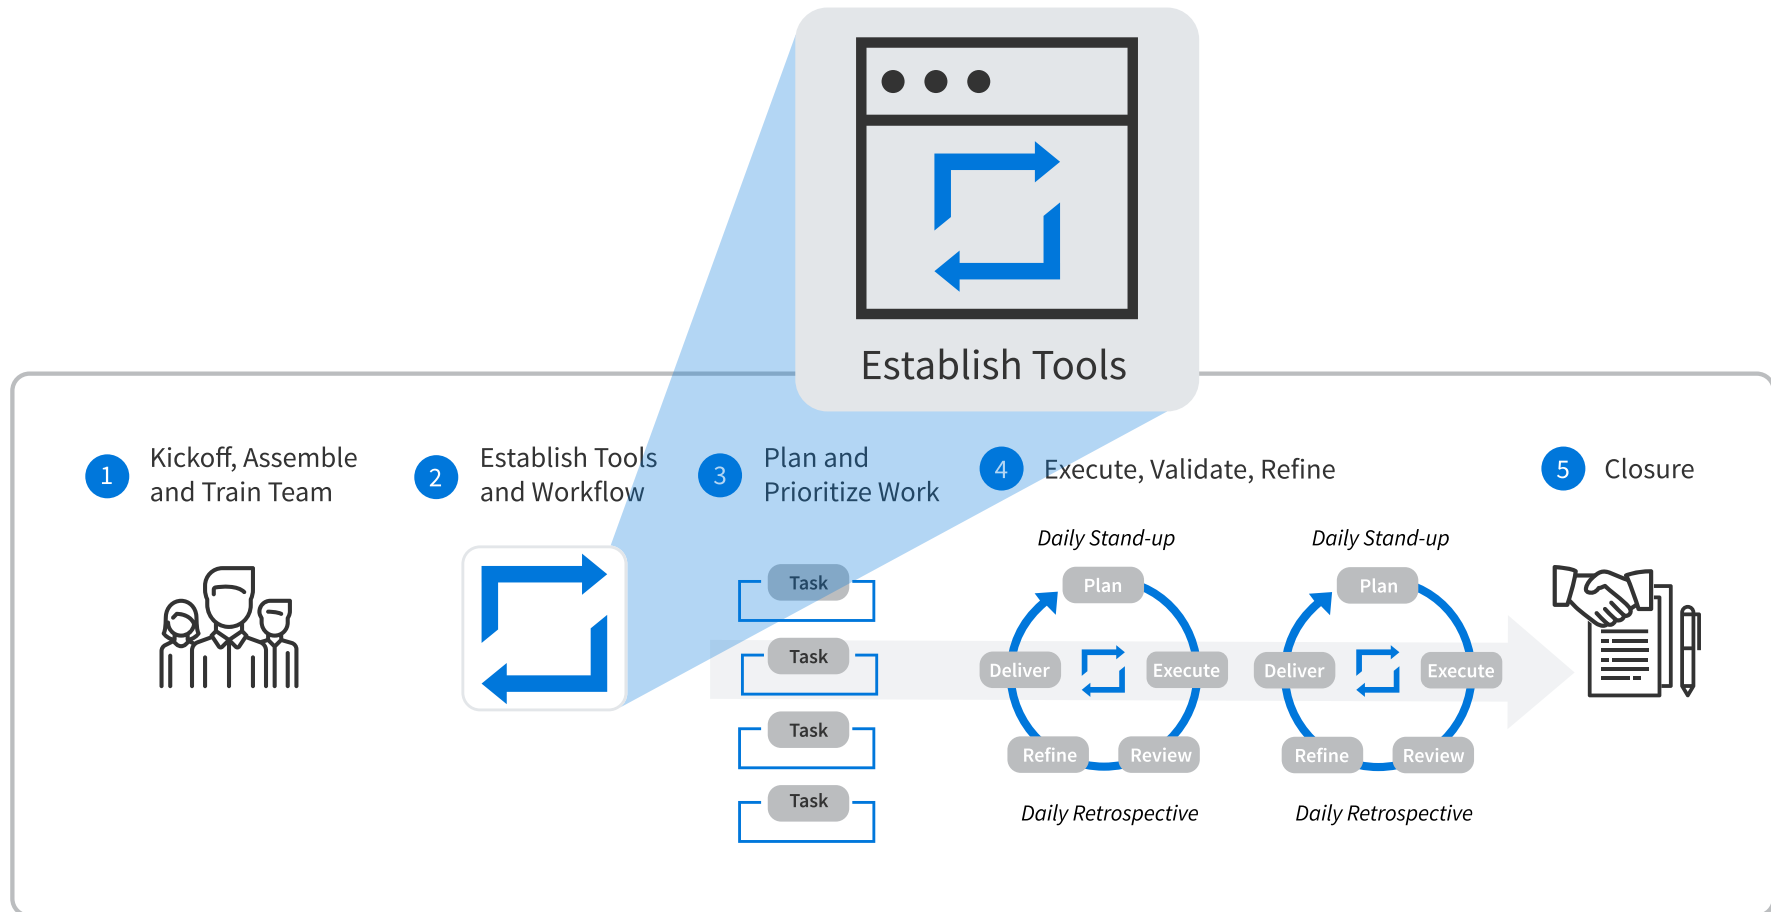 Establish Tools
1
Kickoff, Assemble
and Train Team
2
Establish Tools
and Workflow
3
Plan and
Prioritize Work
4
Execute, Validate, Refine
5
Closure
Task
Task
Task
Task
Daily Stand-up
Plan
Deliver
Execute
Refine
Review
Daily Retrospective
Daily Stand-up
Plan
Deliver
Execute
Refine
Review
Daily Retrospective